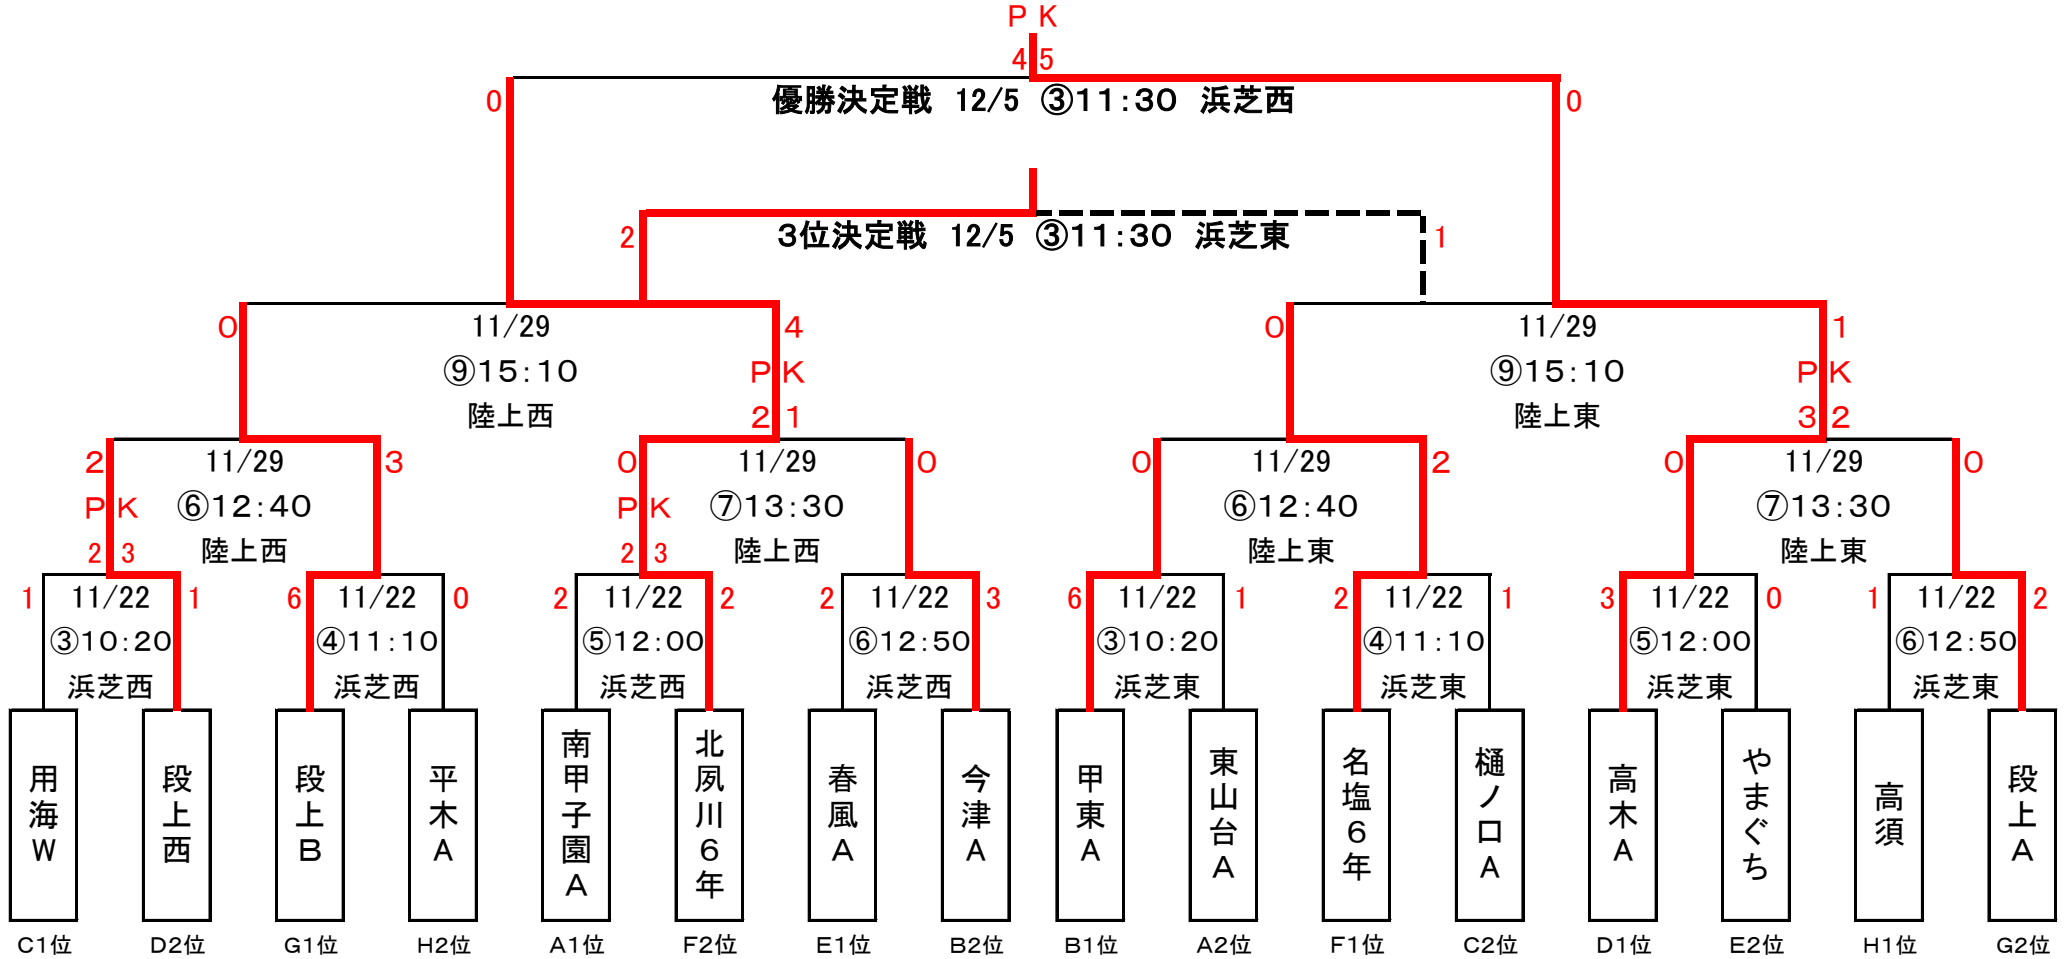 ＰＫ
4 5
0 優勝決定戦 12/5 ③11:30 浜芝西 0
2 3位決定戦 12/5 ③11:30 浜芝東 1
0 11/29 4 0 11/29 1
⑨15:10 ＰＫ ⑨15:10 ＰＫ
陸上西 2 1 陸上東 3 2
2 11/29 3 0 11/29 0 0 11/29 2 0 11/29 0
ＰＫ ⑥12:40 ＰＫ ⑦13:30 ⑥12:40 ⑦13:30
2 3 陸上西 2 3 陸上西 陸上東 陸上東
1 11/22 1 6 11/22 0 2 11/22 2 2 11/22 3 6 11/22 1 2 11/22 1 3 11/22 0 1 11/22 2
③10:20 ④11:10 ⑤12:00 ⑥12:50 ③10:20 ④11:10 ⑤12:00 ⑥12:50
浜芝西 浜芝西 浜芝西 浜芝西 浜芝東 浜芝東 浜芝東 浜芝東
用海W
段上西
段上B
平木A
南甲子園A
北夙川6年
春風A
今津A
甲東A
東山台A
名塩6年
樋ノ口A
高木A
やまぐち
高須
段上A
C1位 D2位 G1位 H2位 A1位 F2位 E1位 B2位 B1位 A2位 F1位 C2位 D1位 E2位 H1位 G2位